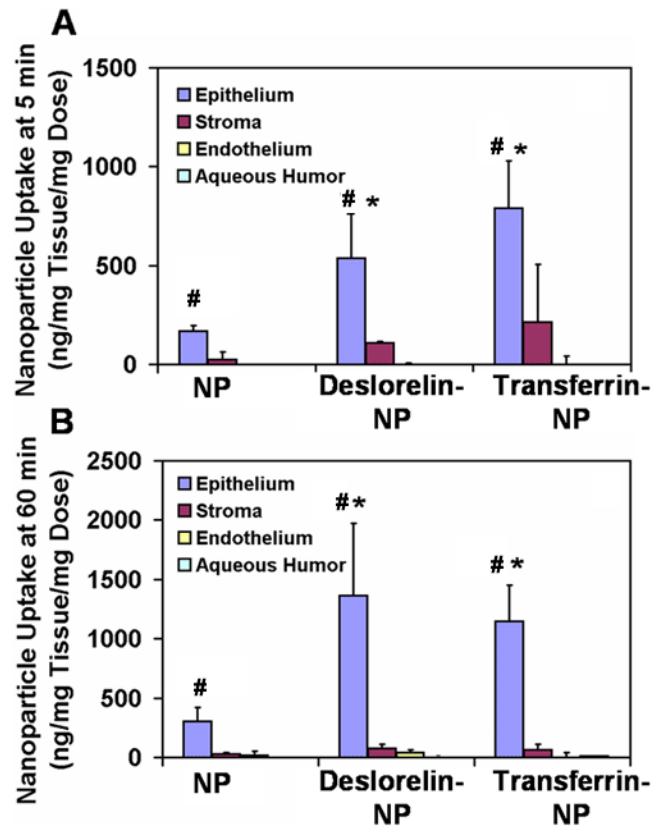 A
Nanoparticle Uptake at 5 min
(ng/mg Tissue/mg Dose)
1500
1000
500
0
Epithelium
Stroma
Endothelium
Aqueous Humor
#
# *
# *
NP
Deslorelin-
NP
Transferrin-
NP
B
Nanoparticle Uptake at 60 min
(ng/mg Tissue/mg Dose)
2500
2000
1500
1000
500
0
Epithelium
Stroma
Endothelium
Aqueous Humor
#
#*
# *
NP
Deslorelin-
NP
Transferrin-
NP